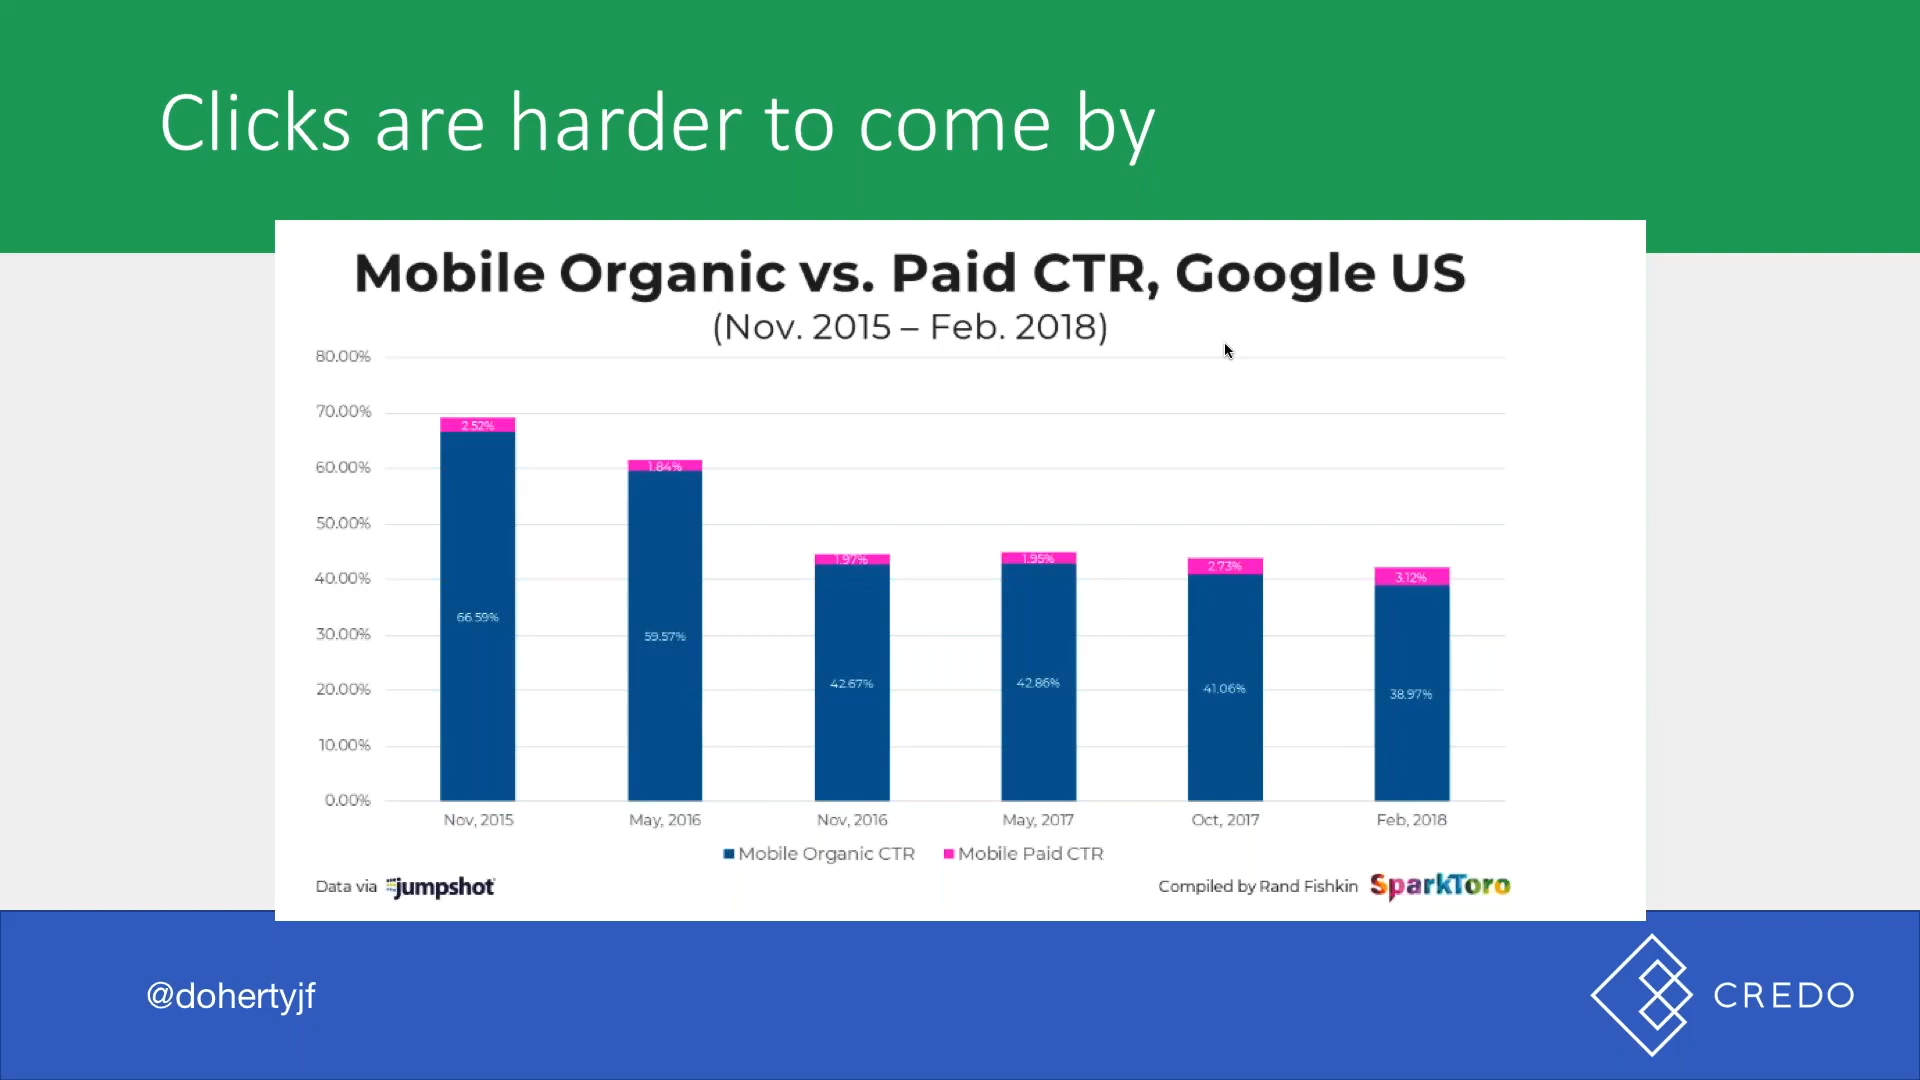 Clicks are harder to come by
Mobile Organic vs. Paid CTR, Google US
(Nov. 2015 – Feb. 2018)
80.00%
70.00%
60.00%
50.00%
40.00%
30.00%
20.00%
10.00%
0.00%
2.52%
1.84%
1.97%
1.95%
2.73%
3.12%
66.59%
59.57%
42.67%
42.86%
41.06%
38.97%
Nov, 2015
May, 2016
Nov, 2016
May, 2017
Oct, 2017
Feb, 2018
Mobile Organic CTR
Mobile Paid CTR
Data via jumpshot
Compiled by Rand Fishkin SparkToro
@dohertyjf
CREDO